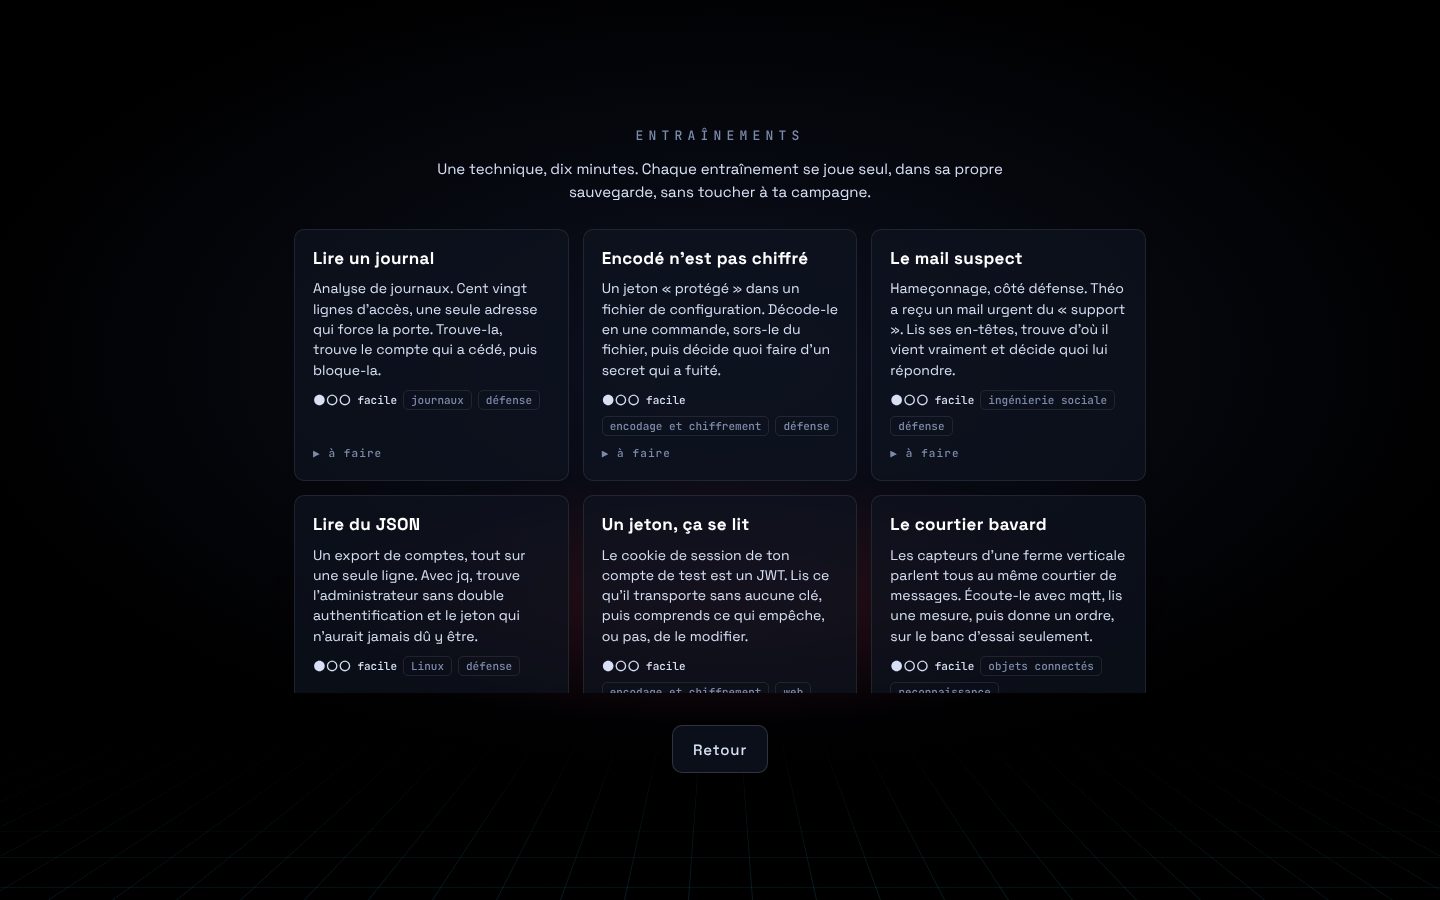 ENTRAÎNEMENTS
Une technique, dix minutes. Chaque entraînement se joue seul, dans sa propre
sauvegarde, sans toucher à ta campagne.
Lire un journal
Analyse de journaux. Cent vingt
lignes d'accès, une seule adresse
qui force la porte. Trouve-la,
trouve le compte qui a cédé, puis
bloque-la.
facile journaux défense
▶ à faire
Encodé n'est pas chiffré
Un jeton « protégé » dans un
fichier de configuration. Décode-le
en une commande, sors-le du
fichier, puis décide quoi faire d'un
secret qui a fuité.
facile
encodage et chiffrement défense
▶ à faire
Le mail suspect
Hameçonnage, côté défense. Théo
a reçu un mail urgent du « support
». Lis ses en-têtes, trouve d'où il
vient vraiment et décide quoi lui
répondre.
facile ingénierie sociale
défense
▶ à faire
Lire du JSON
Un export de comptes, tout sur
une seule ligne. Avec jq, trouve
l'administrateur sans double
authentification et le jeton qui
n'aurait jamais dû y être.
facile Linux défense
Un jeton, ça se lit
Le cookie de session de ton
compte de test est un JWT. Lis ce
qu'il transporte sans aucune clé,
puis comprends ce qui empêche,
ou pas, de le modifier.
facile
encodage et chiffrement web
Le courtier bavard
Les capteurs d'une ferme verticale
parlent tous au même courtier de
messages. Écoute-le avec mqtt, lis
une mesure, puis donne un ordre,
sur le banc d'essai seulement.
facile objets connectés
reconnaissance
Retour